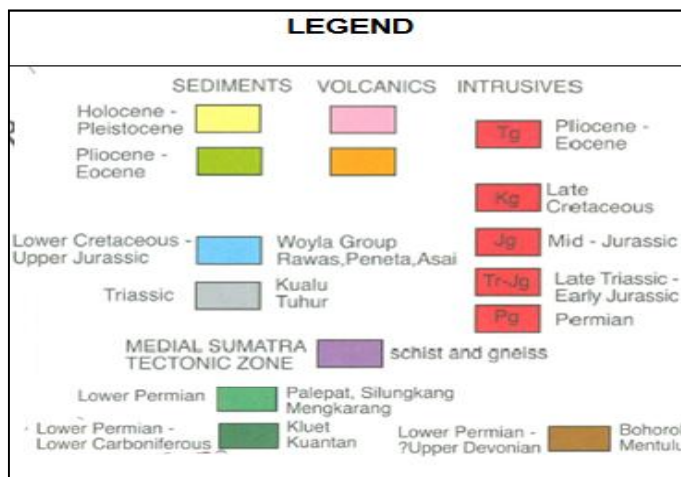 LEGEND
SEDIMENTS VOLCANICS INTRUSIVES
Holocene -
Pleistocene
Pliocene -
Eocene
Tg Pliocene -
Eocene
Kg Late
Cretaceous
Lower Cretaceous -
Upper Jurassic
Woyla Group
Rawas,Peneta,Asai
Jg Mid - Jurassic
Triassic
Kualu
Tuhur
Tr-Jg Late Triassic -
Early Jurassic
Pg Permian
MEDIAL SUMATRA
TECTONIC ZONE
schist and gneiss
Lower Permian
Palepat, Silungkang
Mengkarang
Lower Permian -
Lower Carboniferous
Kluet
Kuantan
Lower Permian -
?Upper Devonian
Bohorok
Mentulu